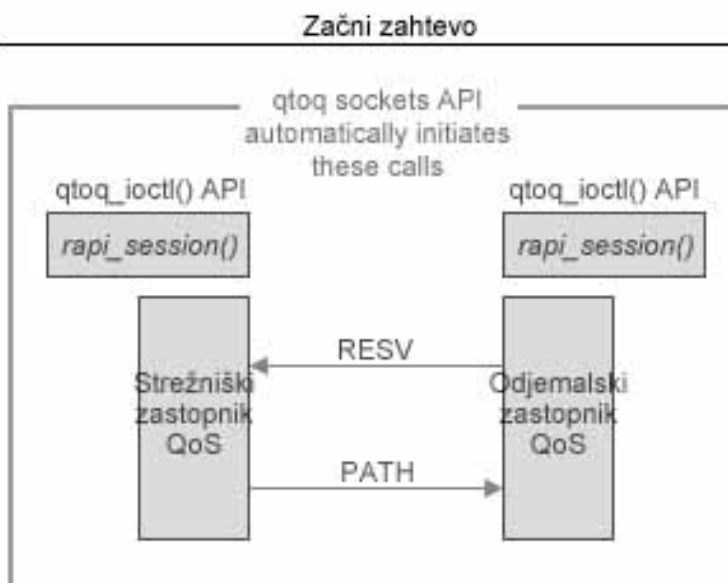 Začni zahtevo
qtoq sockets API
automatically initiates
these calls
qtoq_ioctl() API
rapi_session()
qtoq_ioctl() API
rapi_session()
RESV
Strežniški
zastopnik
QoS
Odjemalski
zastopnik
QoS
PATH